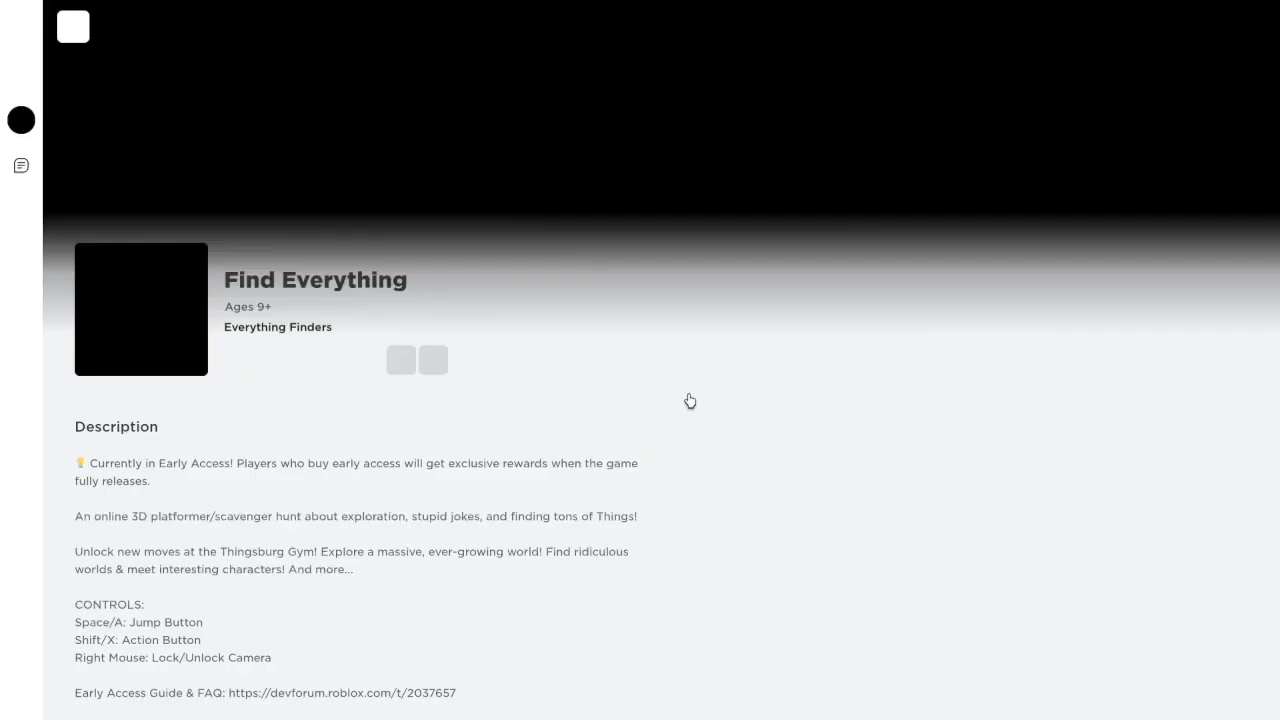 Find Everything
Ages 9+
Everything Finders
Description
💡 Currently in Early Access! Players who buy early access will get exclusive rewards when the game
fully releases.
An online 3D platformer/scavenger hunt about exploration, stupid jokes, and finding tons of Things!
Unlock new moves at the Thingsburg Gym! Explore a massive, ever-growing world! Find ridiculous
worlds & meet interesting characters! And more...
CONTROLS:
Space/A: Jump Button
Shift/X: Action Button
Right Mouse: Lock/Unlock Camera
Early Access Guide & FAQ: https://devforum.roblox.com/t/2037657